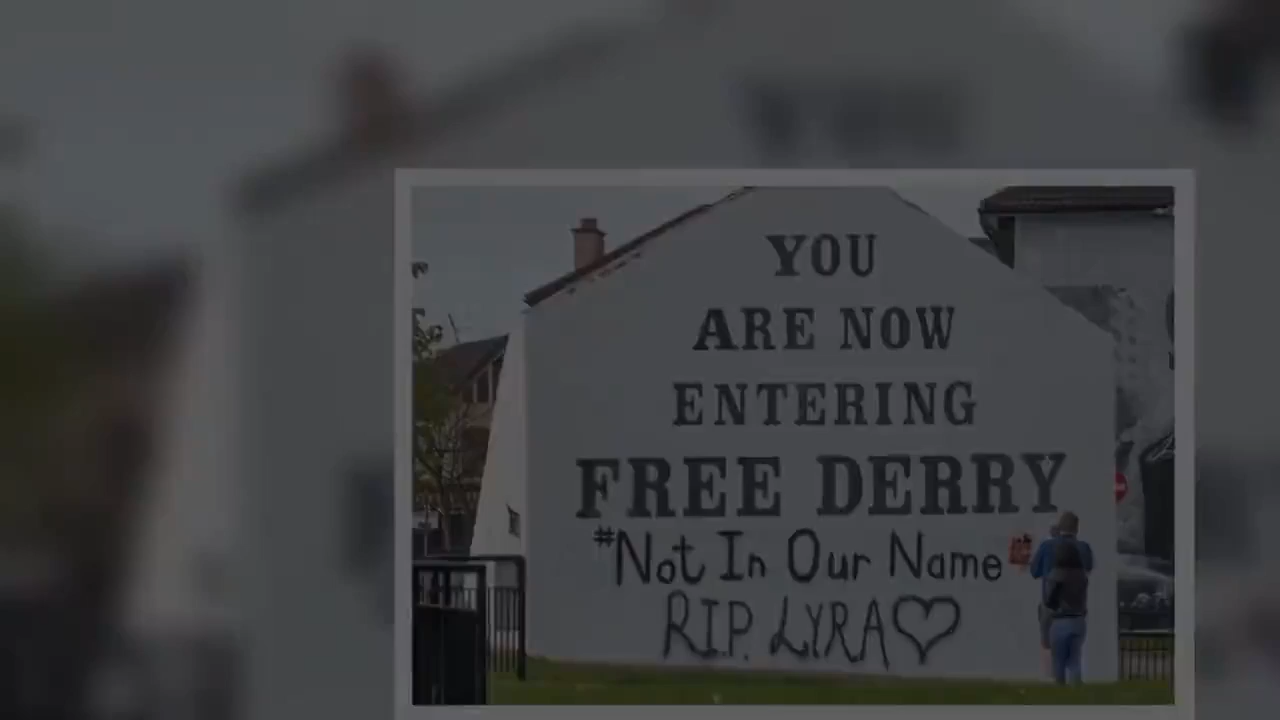 YOU
ARE NOW
ENTERING
FREE DERRY
#Not In Our Name
R.I.P. LYRA